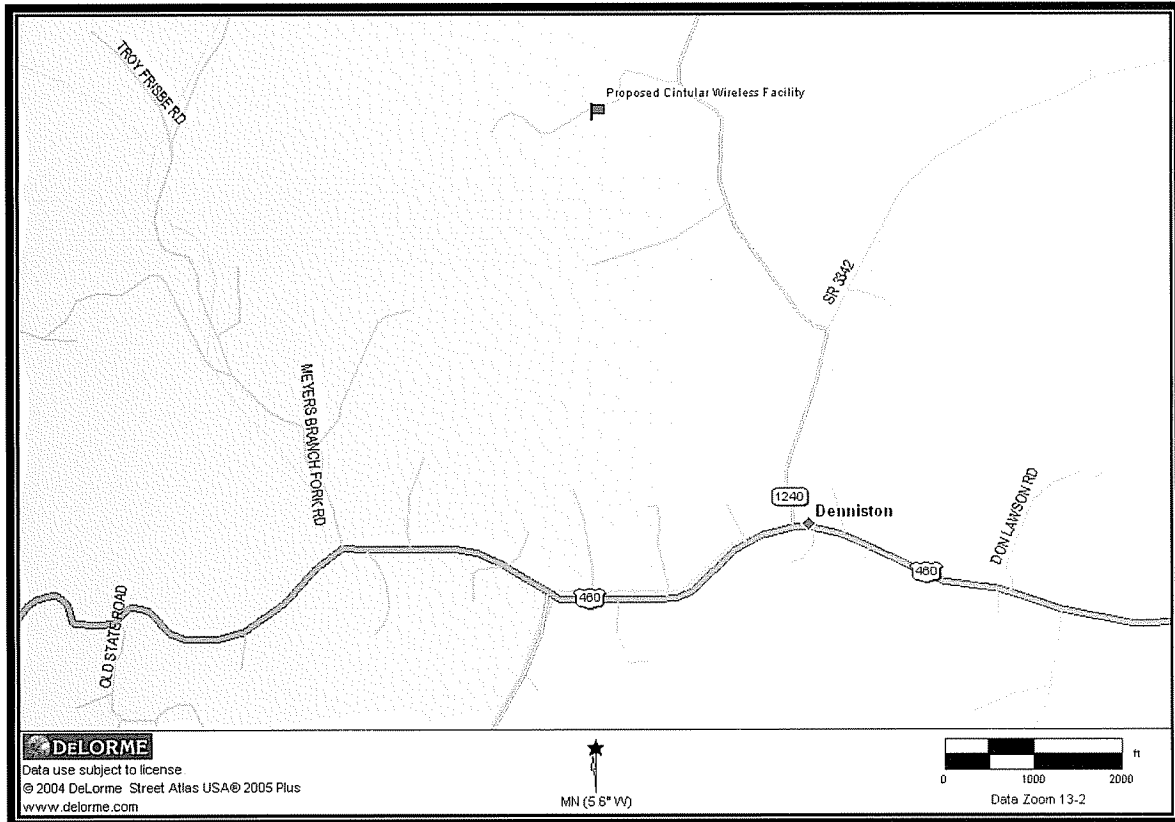 TROY FRISBE RD
Proposed Cintular Wireless Facility
SR 3342
MEYERS BRANCH FORK RD
1240
Denniston
DON LAWSON RD
460
460
OLD STATE ROAD
DELORME
Data use subject to license.
© 2004 DeLorme Street Atlas USA® 2005 Plus
www.delorme.com
MN (5.6° W)
ft
0 1000 2000
Data Zoom 13-2